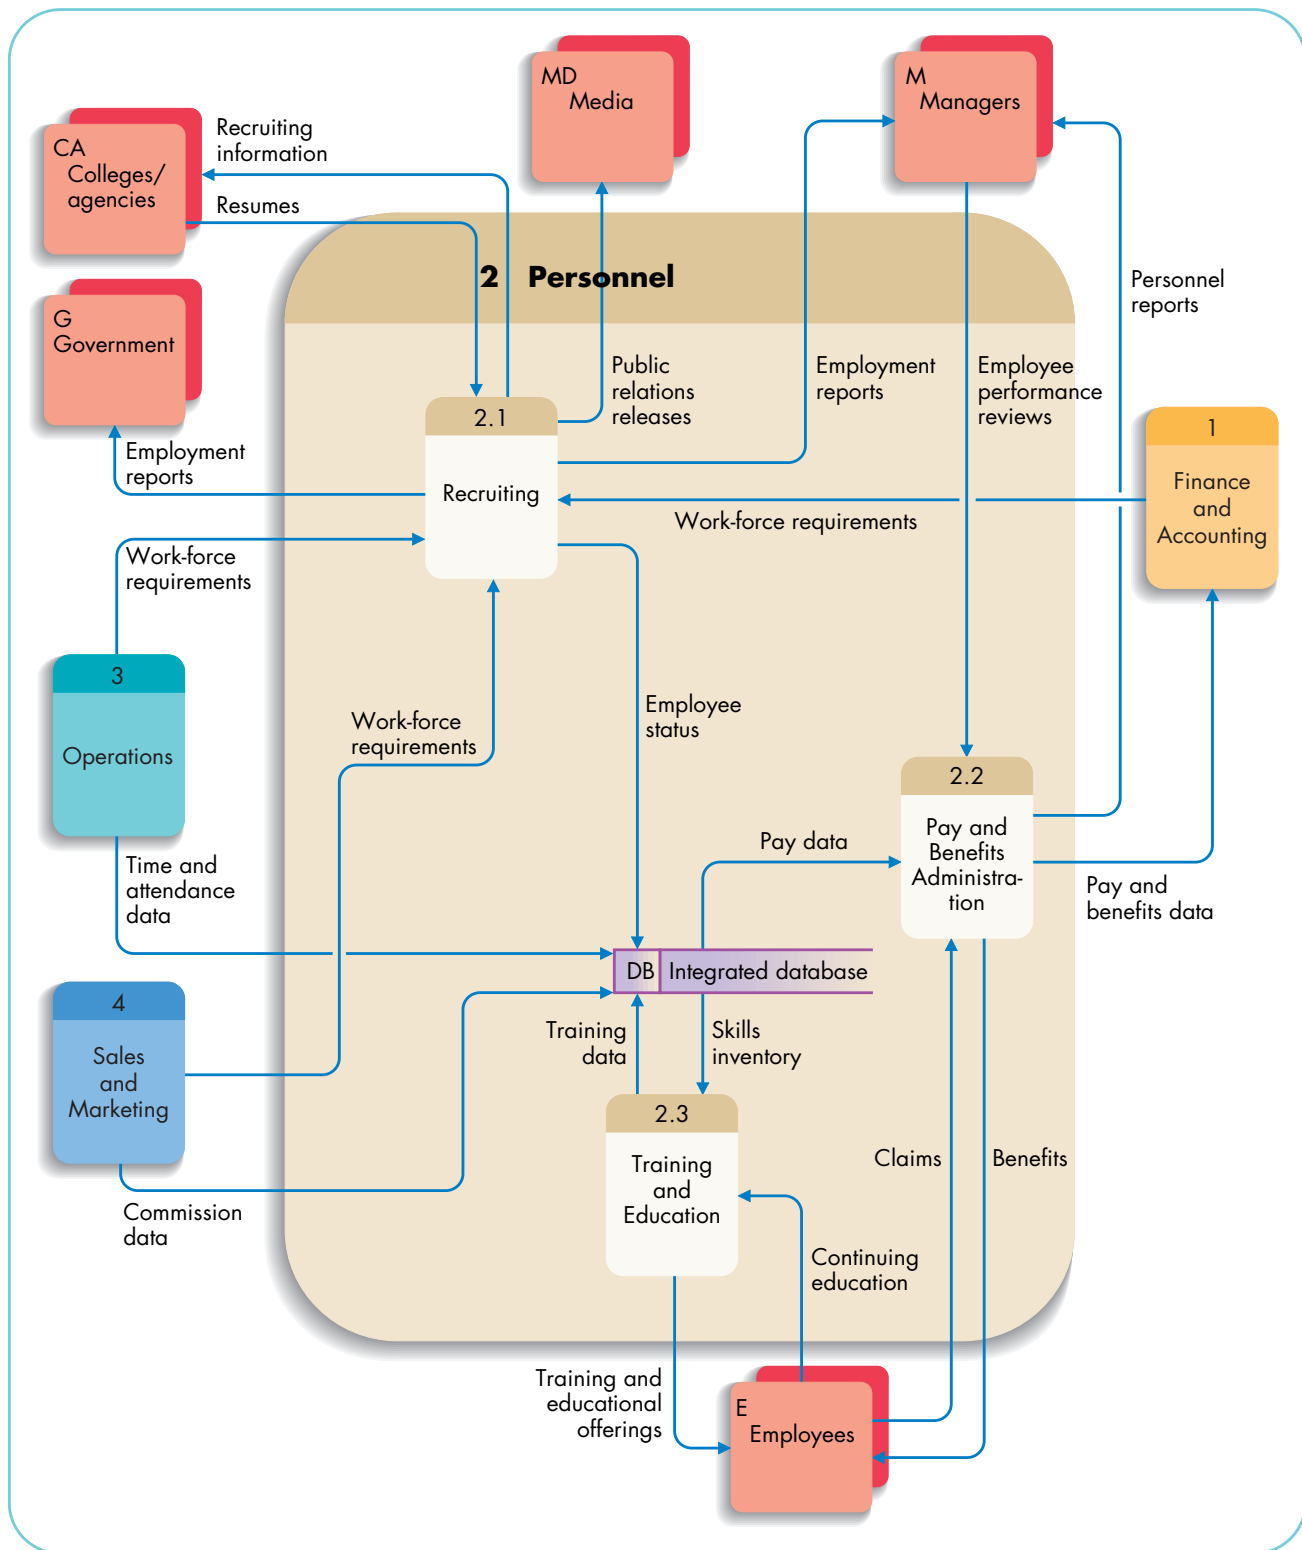 MD
Media
M
Managers
CA
Colleges/
agencies
Recruiting
information
Resumes
2 Personnel
G
Government
Personnel
reports
Public
relations
releases
Employment
reports
Employee
performance
reviews
2.1
Recruiting
1
Finance
and
Accounting
Employment
reports
Work-force requirements
Work-force
requirements
3
Operations
Work-force
requirements
Employee
status
2.2
Pay and
Benefits
Administra-
tion
Pay data
Time and
attendance
data
Pay and
benefits data
DB
Integrated database
4
Sales
and
Marketing
Training
data
Skills
inventory
2.3
Training
and
Education
Claims
Benefits
Commission
data
Continuing
education
Training and
educational
offerings
E
Employees